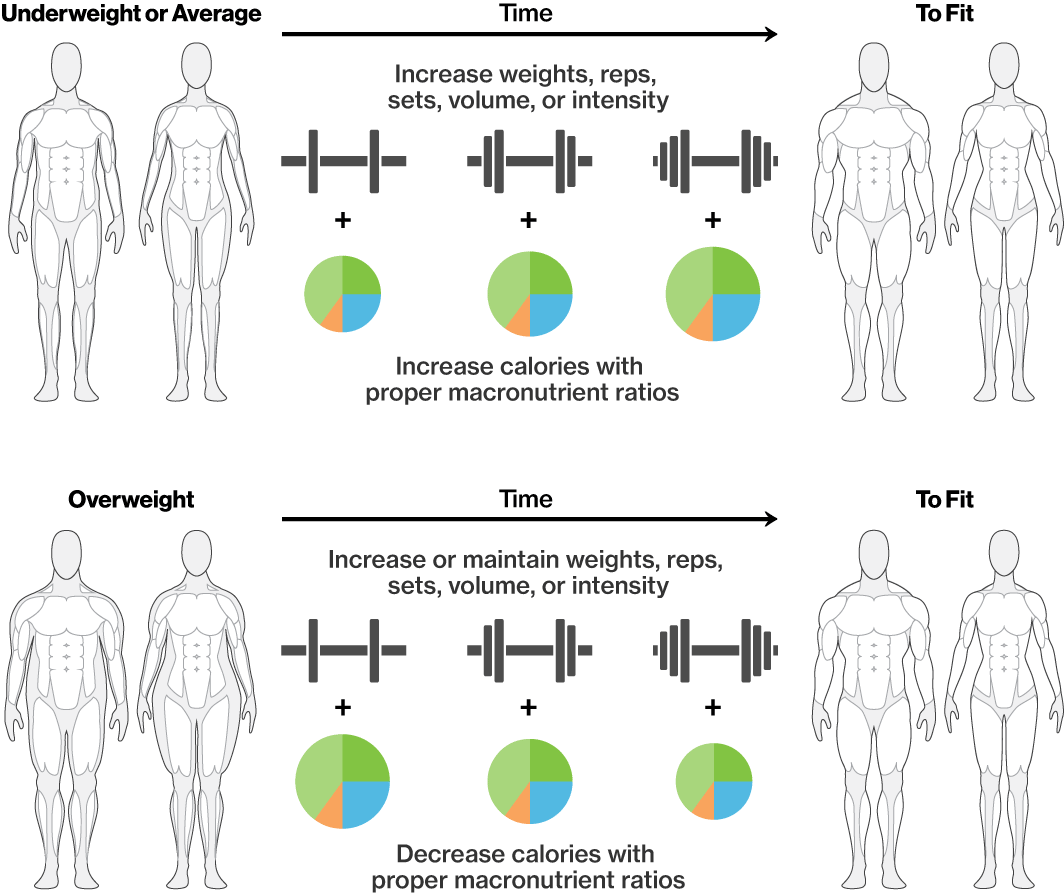 Underweight or Average
Time
To Fit
Increase weights, reps,
sets, volume, or intensity
+
+
+
Increase calories with
proper macronutrient ratios
Overweight
Time
To Fit
Increase or maintain weights, reps,
sets, volume, or intensity
+
+
+
Decrease calories with
proper macronutrient ratios